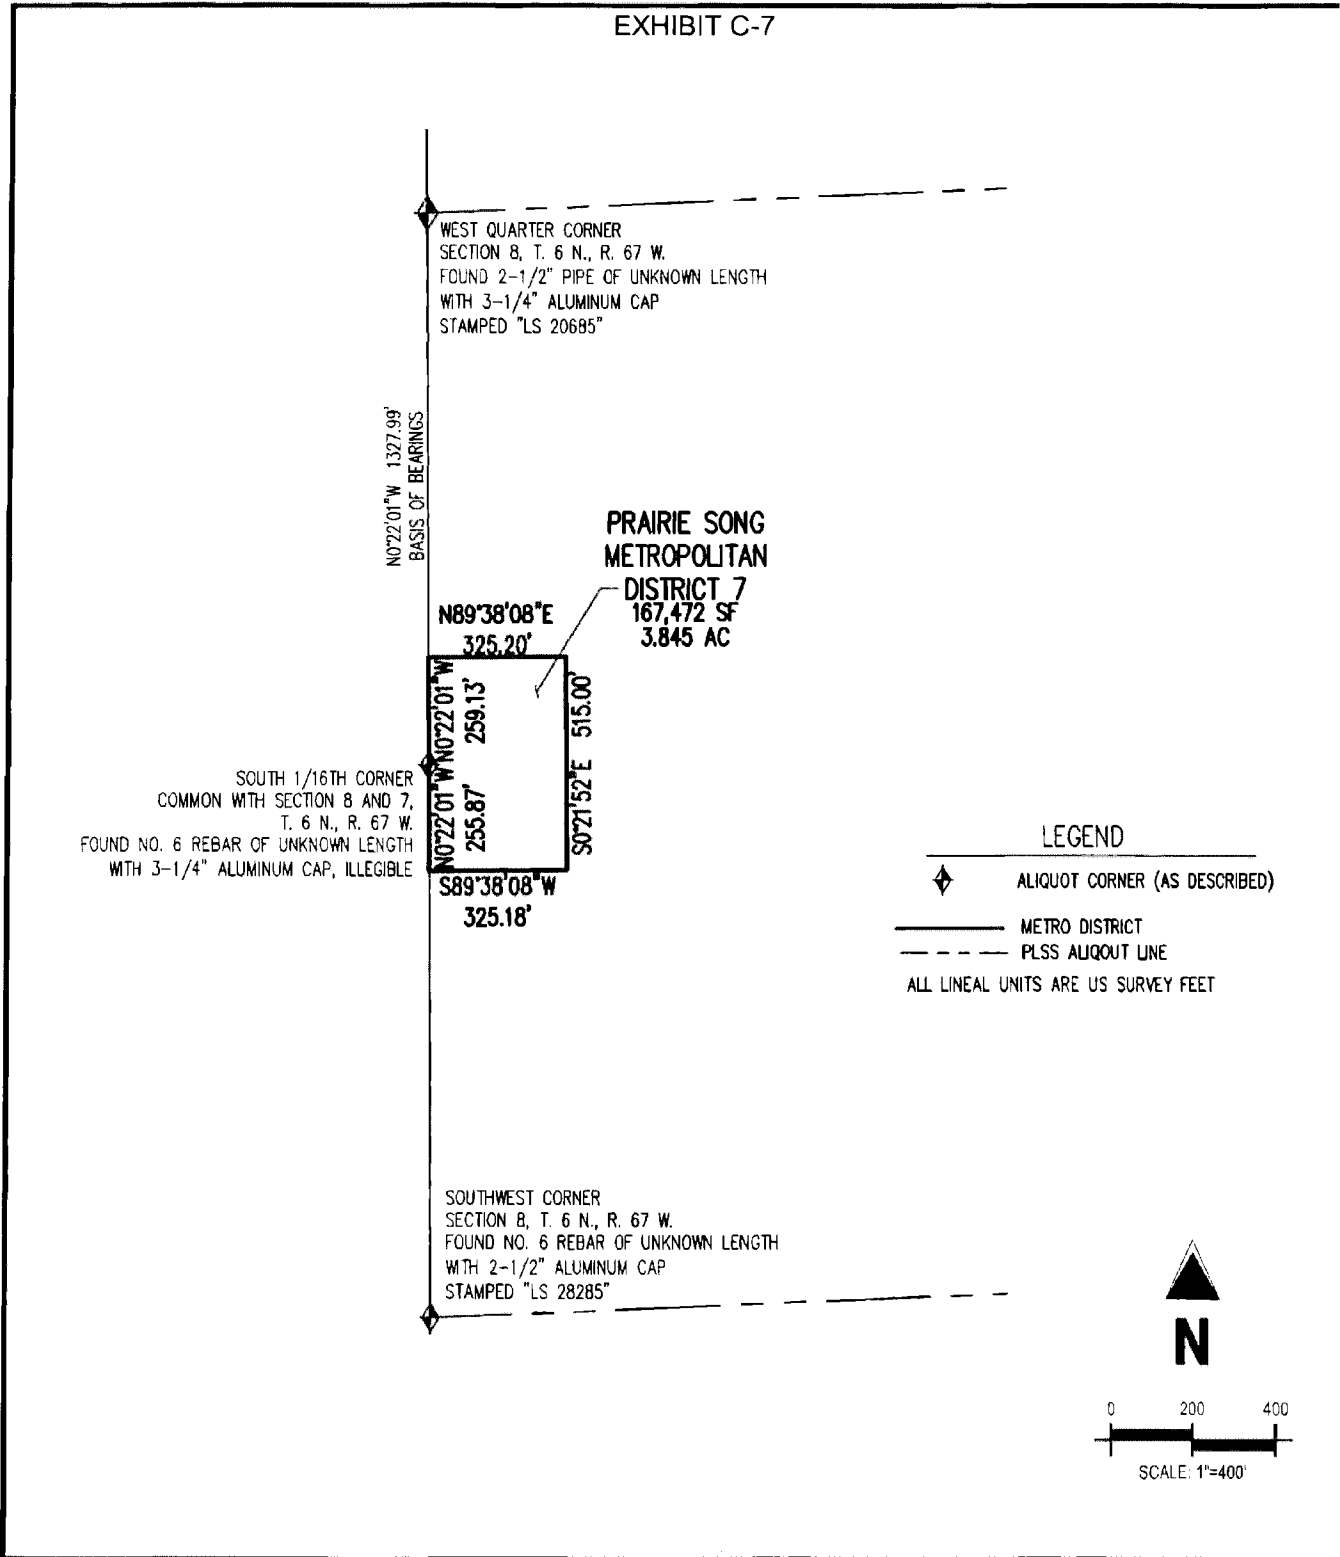 EXHIBIT C-7
WEST QUARTER CORNER
SECTION 8, T. 6 N., R. 67 W.
FOUND 2-1/2" PIPE OF UNKNOWN LENGTH
WITH 3-1/4" ALUMINUM CAP
STAMPED "LS 20685"
N0°22'01"W 1327.99'
BASIS OF BEARINGS
PRAIRIE SONG
METROPOLITAN
DISTRICT 7
167,472 SF
3.845 AC
N89°38'08"E
325.20'
N0°22'01"W
259.13'
S0°21'52"E 515.00'
N0°22'01"W
255.87'
SOUTH 1/16TH CORNER
COMMON WITH SECTION 8 AND 7,
T. 6 N., R. 67 W.
FOUND NO. 6 REBAR OF UNKNOWN LENGTH
WITH 3-1/4" ALUMINUM CAP, ILLEGIBLE
S89°38'08"W
325.18'
LEGEND
ALIQUOT CORNER (AS DESCRIBED)
METRO DISTRICT
PLSS ALIQOUT LINE
ALL LINEAL UNITS ARE US SURVEY FEET
SOUTHWEST CORNER
SECTION 8, T. 6 N., R. 67 W.
FOUND NO. 6 REBAR OF UNKNOWN LENGTH
WITH 2-1/2" ALUMINUM CAP
STAMPED "LS 28285"
N
0 200 400
SCALE: 1"=400'